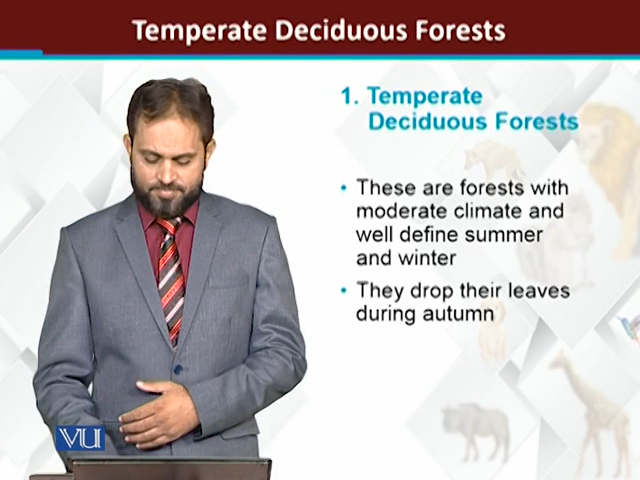 Temperate Deciduous Forests
1. Temperate
Deciduous Forests
• These are forests with
moderate climate and
well define summer
and winter
• They drop their leaves
during autumn
VU